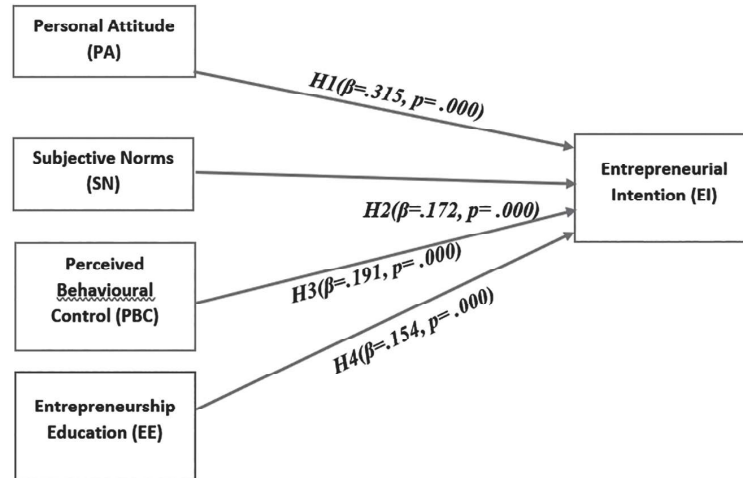 Personal Attitude
(PA)
H1(β=.315, p= .000)
Subjective Norms
(SN)
Entrepreneurial
Intention (EI)
H2(β=.172, p= .000)
Perceived
Behavioural
Control (PBC)
H3(β=.191, p= .000)
H4(β=.154, p= .000)
Entrepreneurship
Education (EE)